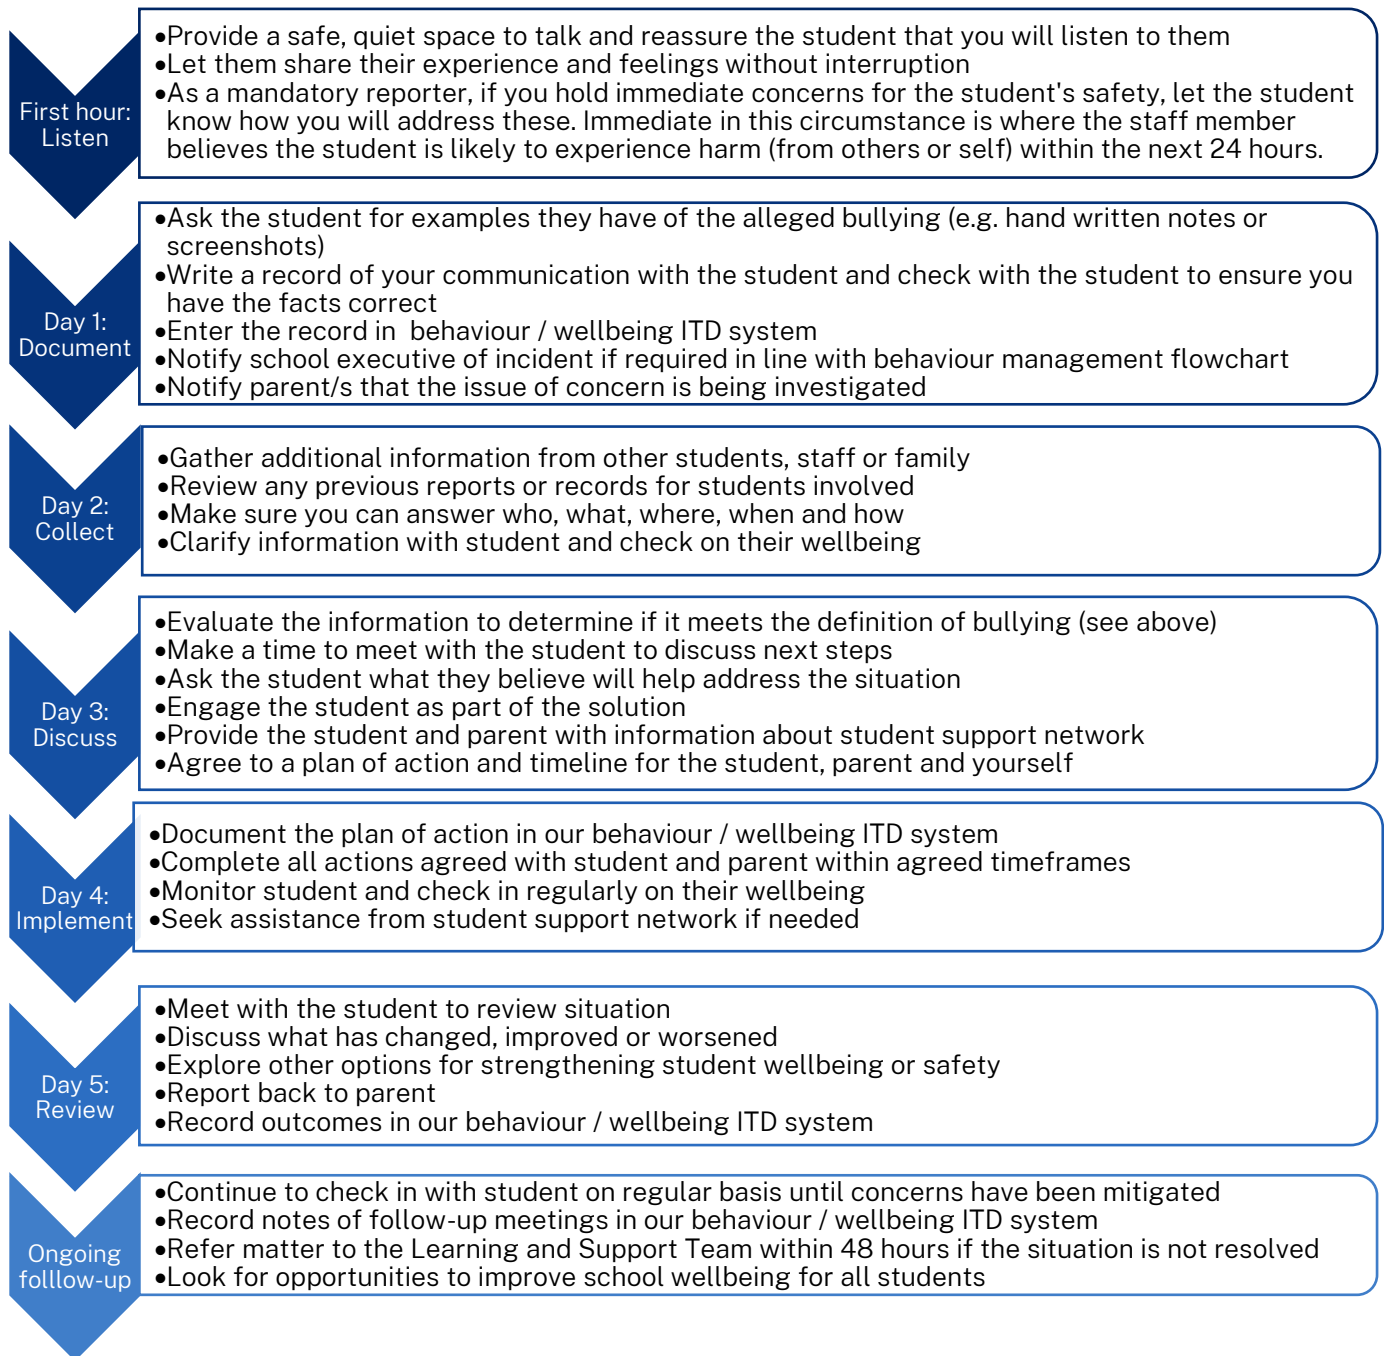 First hour:
Listen
•Provide a safe, quiet space to talk and reassure the student that you will listen to them
•Let them share their experience and feelings without interruption
•As a mandatory reporter, if you hold immediate concerns for the student's safety, let the student
know how you will address these. Immediate in this circumstance is where the staff member
believes the student is likely to experience harm (from others or self) within the next 24 hours.
Day 1:
Document
•Ask the student for examples they have of the alleged bullying (e.g. hand written notes or
screenshots)
•Write a record of your communication with the student and check with the student to ensure you
have the facts correct
•Enter the record in  behaviour / wellbeing ITD system
•Notify school executive of incident if required in line with behaviour management flowchart
•Notify parent/s that the issue of concern is being investigated
Day 2:
Collect
•Gather additional information from other students, staff or family
•Review any previous reports or records for students involved
•Make sure you can answer who, what, where, when and how
•Clarify information with student and check on their wellbeing
Day 3:
Discuss
•Evaluate the information to determine if it meets the definition of bullying (see above)
•Make a time to meet with the student to discuss next steps
•Ask the student what they believe will help address the situation
•Engage the student as part of the solution
•Provide the student and parent with information about student support network
•Agree to a plan of action and timeline for the student, parent and yourself
Day 4:
Implement
•Document the plan of action in our behaviour / wellbeing ITD system
•Complete all actions agreed with student and parent within agreed timeframes
•Monitor student and check in regularly on their wellbeing
•Seek assistance from student support network if needed
Day 5:
Review
•Meet with the student to review situation
•Discuss what has changed, improved or worsened
•Explore other options for strengthening student wellbeing or safety
•Report back to parent
•Record outcomes in our behaviour / wellbeing ITD system
Ongoing
folllow-up
•Continue to check in with student on regular basis until concerns have been mitigated
•Record notes of follow-up meetings in our behaviour / wellbeing ITD system
•Refer matter to the Learning and Support Team within 48 hours if the situation is not resolved
•Look for opportunities to improve school wellbeing for all students